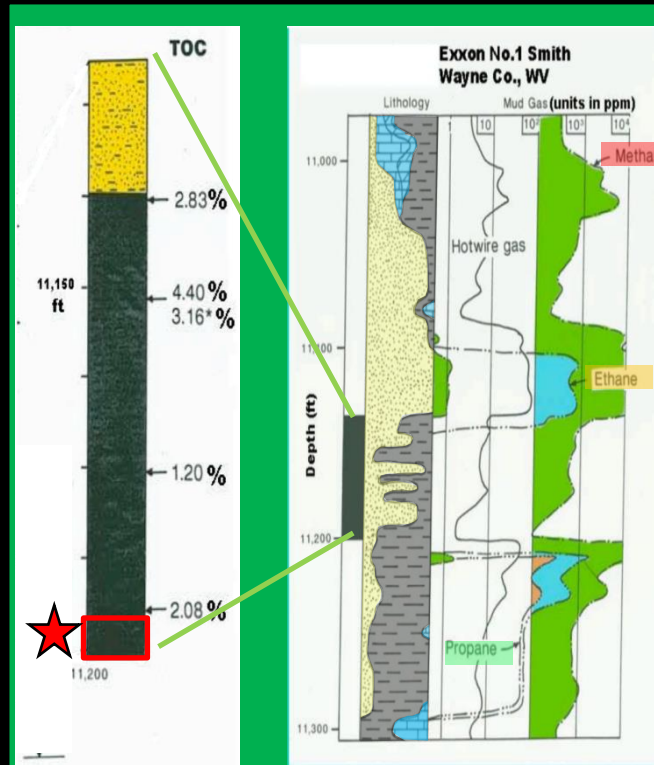 TOC
2.83%
11,150
ft
4.40%
3.16*%
1.20%
2.08%
11,200
Exxon No.1 Smith
Wayne Co., WV
Lithology
Mud Gas (units in ppm)
10
10²
10³
10⁴
11,000
Metha
Hotwire gas
11,100
Ethane
Depth (ft)
11,200
Propane
11,300